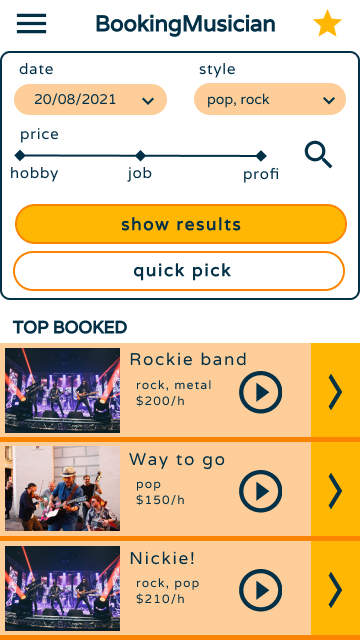 BookingMusician
date
style
20/08/2021
pop, rock
price
hobby
job
profi
show results
quick pick
TOP BOOKED
Rockie band
rock, metal
$200/h
Way to go
pop
$150/h
Nickie!
rock, pop
$210/h